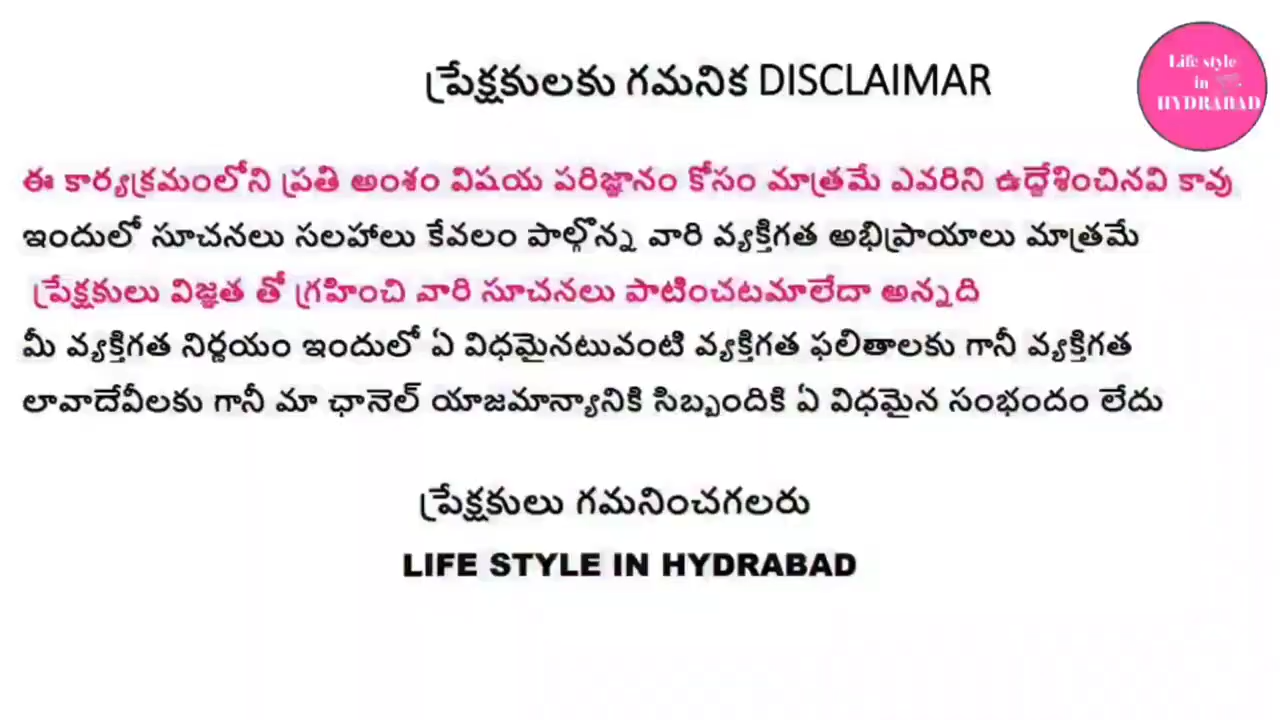 ప్రేక్షకులకు గమనిక DISCLAIMAR
Life style
in
HYDRABAD
ఈ కార్యక్రమంలోని ప్రతి అంశం విషయ పరిజ్ఞానం కోసం మాత్రమే ఎవరిని ఉద్దేశించినవి కావు
ఇందులో సూచనలు సలహాలు కేవలం పాల్గొన్న వారి వ్యక్తిగత అభిప్రాయాలు మాత్రమే
ప్రేక్షకులు విజ్ఞత తో గ్రహించి వారి సూచనలు పాటించటమాలేదా అన్నది
మీ వ్యక్తిగత నిర్ణయం ఇందులో ఏ విధమైనటువంటి వ్యక్తిగత ఫలితాలకు గానీ వ్యక్తిగత
లావాదేవీలకు గానీ మా ఛానెల్ యాజమాన్యానికి సిబ్బందికి ఏ విధమైన సంభందం లేదు
ప్రేక్షకులు గమనించగలరు
LIFE STYLE IN HYDRABAD